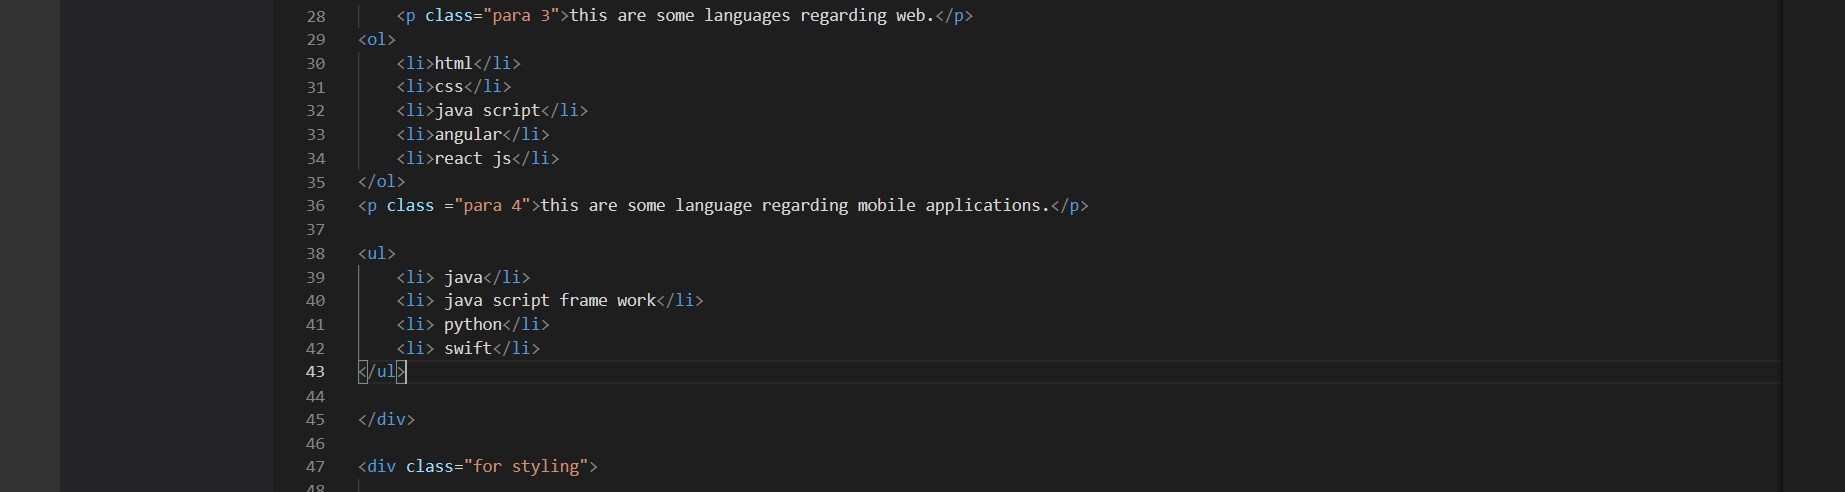 28 <p class="para 3">this are some languages regarding web.</p>
29 <ol>
30 <li>html</li>
31 <li>css</li>
32 <li>java script</li>
33 <li>angular</li>
34 <li>react js</li>
35 </ol>
36 <p class ="para 4">this are some language regarding mobile applications.</p>
37
38 <ul>
39 <li> java</li>
40 <li> java script frame work</li>
41 <li> python</li>
42 <li> swift</li>
43 </ul>
44
45 </div>
46
47 <div class="for styling">
48